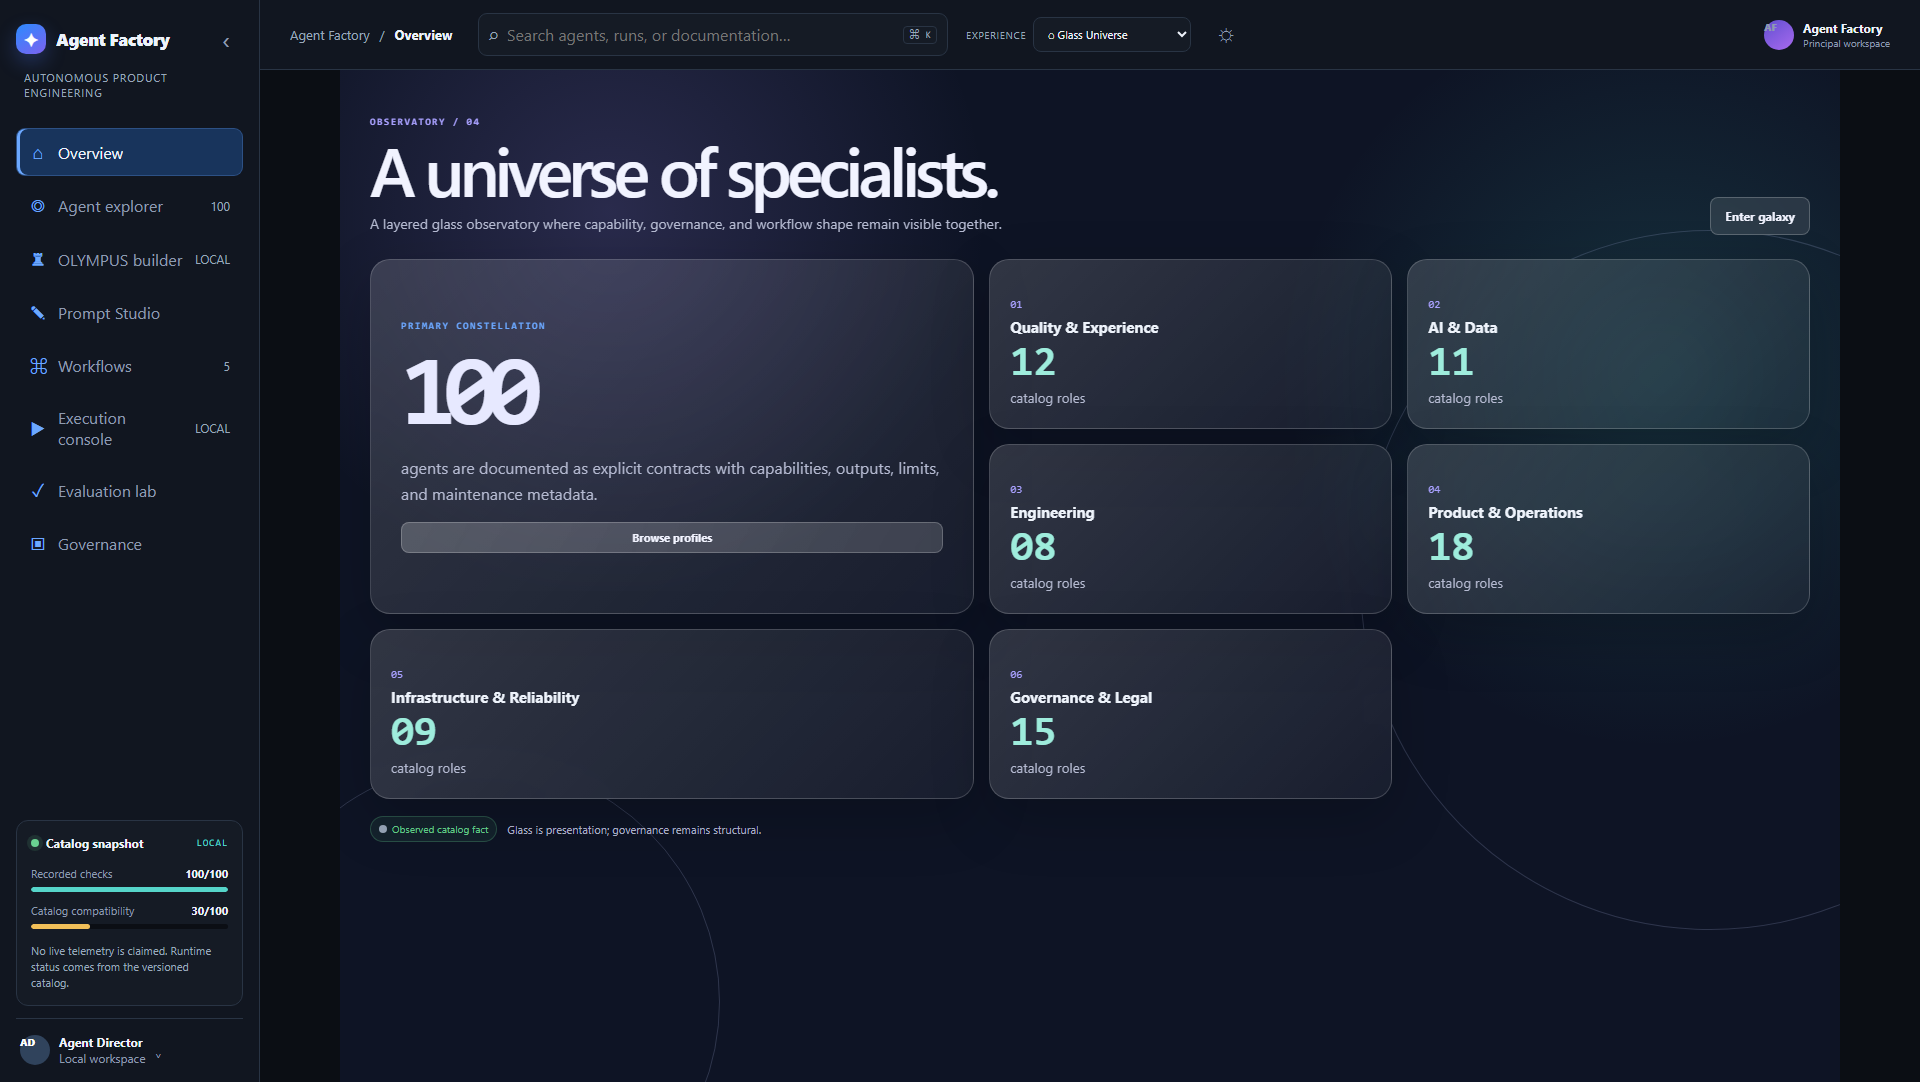 Agent Factory
AUTONOMOUS PRODUCT
ENGINEERING
Overview
Agent explorer 100
OLYMPUS builder LOCAL
Prompt Studio
Workflows 5
Execution
console LOCAL
Evaluation lab
Governance
Catalog snapshot LOCAL
Recorded checks 100/100
Catalog compatibility 30/100
No live telemetry is claimed. Runtime
status comes from the versioned
catalog.
AD Agent Director
Local workspace
Agent Factory / Overview
Search agents, runs, or documentation... ⌘ K
EXPERIENCE Glass Universe
AF Agent Factory
Principal workspace
OBSERVATORY / 04
A universe of specialists.
A layered glass observatory where capability, governance, and workflow shape remain visible together.
Enter galaxy
PRIMARY CONSTELLATION
100
agents are documented as explicit contracts with capabilities, outputs, limits,
and maintenance metadata.
Browse profiles
01
Quality & Experience
12
catalog roles
02
AI & Data
11
catalog roles
03
Engineering
08
catalog roles
04
Product & Operations
18
catalog roles
05
Infrastructure & Reliability
09
catalog roles
06
Governance & Legal
15
catalog roles
Observed catalog fact
Glass is presentation; governance remains structural.